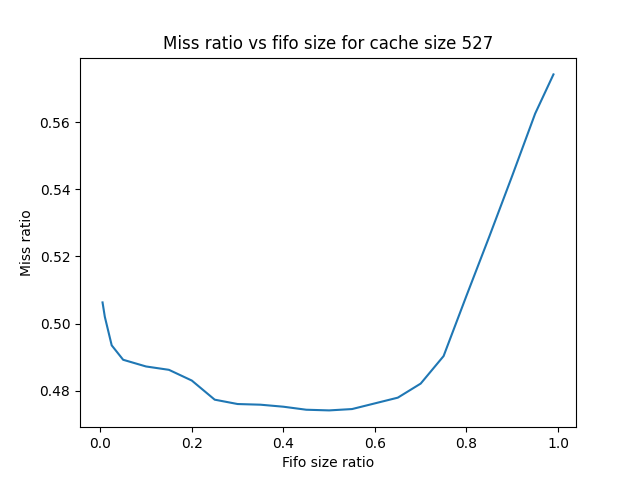 Miss ratio vs fifo size for cache size 527
Miss ratio
0.56
0.54
0.52
0.50
0.48
0.0 0.2 0.4 0.6 0.8 1.0
Fifo size ratio